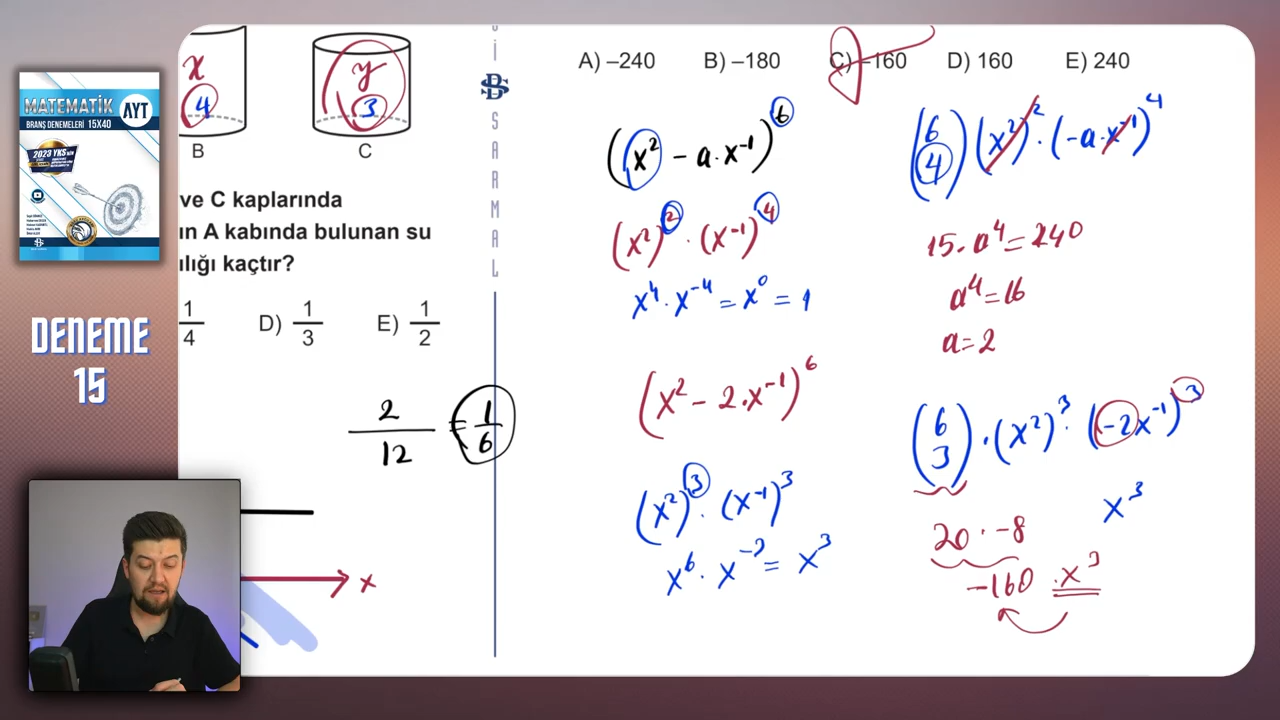 MATEMATİK AYT
BRANŞ DENEMELERİ 15X40
2023 YKS'NİN
DENEME
15
x
4
B
y
3
C
ve C kaplarında
ın A kabında bulunan su
ılığı kaçtır?
1/4 D) 1/3 E) 1/2
2/12 = 1/6
x
İ SARMAL
A) –240 B) –180 C) –160 D) 160 E) 240
(x² - a·x⁻¹)⁶
(x²)² · (x⁻¹)⁴
x⁴ · x⁻⁴ = x⁰ = 1
(x² - 2·x⁻¹)⁶
(x²)³ · (x⁻¹)³
x⁶ · x⁻³ = x³
(6 4) (x²)² · (-a·x⁻¹)⁴
15·a⁴ = 240
a⁴ = 16
a = 2
(6 3) · (x²)³ · (-2x⁻¹)³
x³
20 · -8
-160 · x³